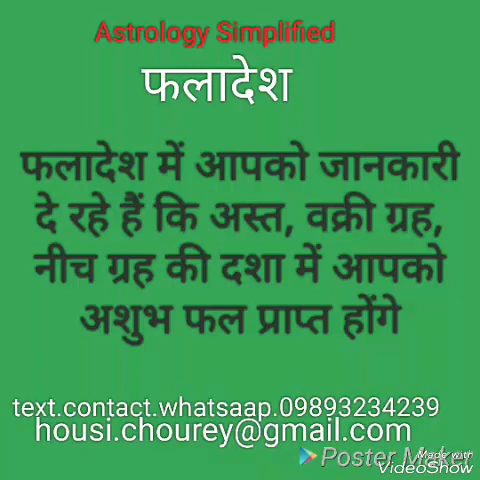 Astrology Simplified
फलादेश
फलादेश में आपको जानकारी
दे रहे हैं कि अस्त, वक्री ग्रह,
नीच ग्रह की दशा में आपको
अशुभ फल प्राप्त होंगे
text.contact.whatsaap.09893234239
housi.chourey@gmail.com
Poster Maker
Made with
VideoShow